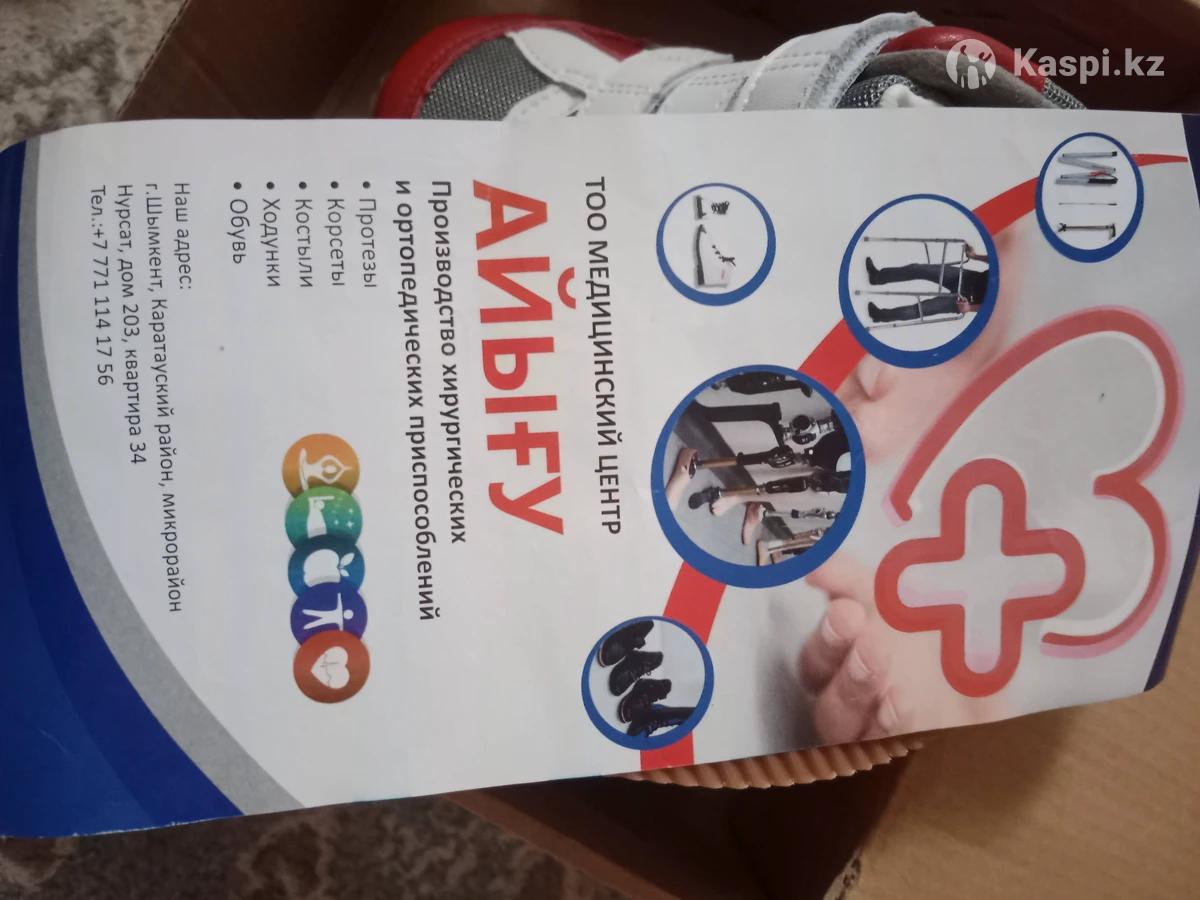 Kaspi.kz
ТОО МЕДИЦИНСКИЙ ЦЕНТР
АЙЫҒУ
Производство хирургических
и ортопедических приспособлений
• Протезы
• Корсеты
• Костыли
• Ходунки
• Обувь
Наш адрес:
г.Шымкент, Каратауский район, микрорайон
Нурсат, дом 203, квартира 34
Тел.:+7 771 114 17 56